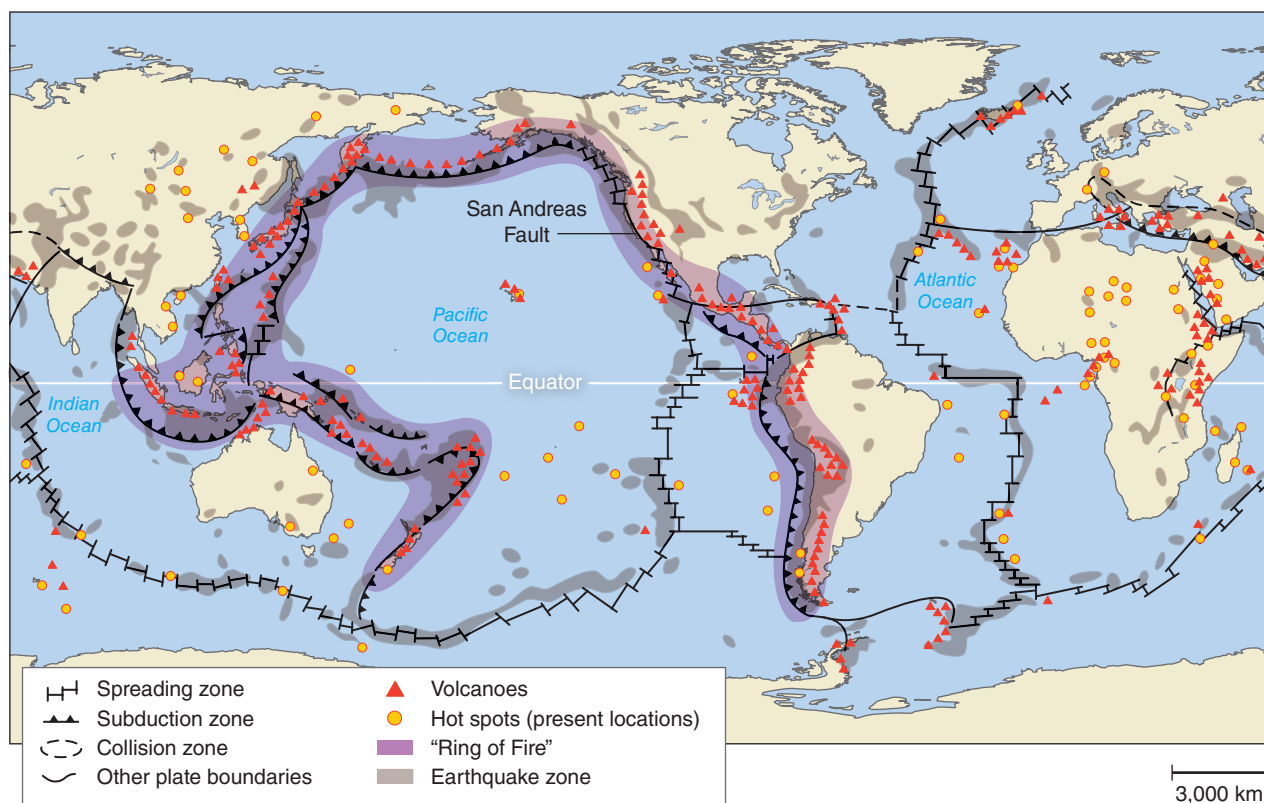 San Andreas
Fault
Pacific
Ocean
Atlantic
Ocean
Equator
Indian
Ocean
Spreading zone
Subduction zone
Collision zone
Other plate boundaries
Volcanoes
Hot spots (present locations)
“Ring of Fire”
Earthquake zone
3,000 km